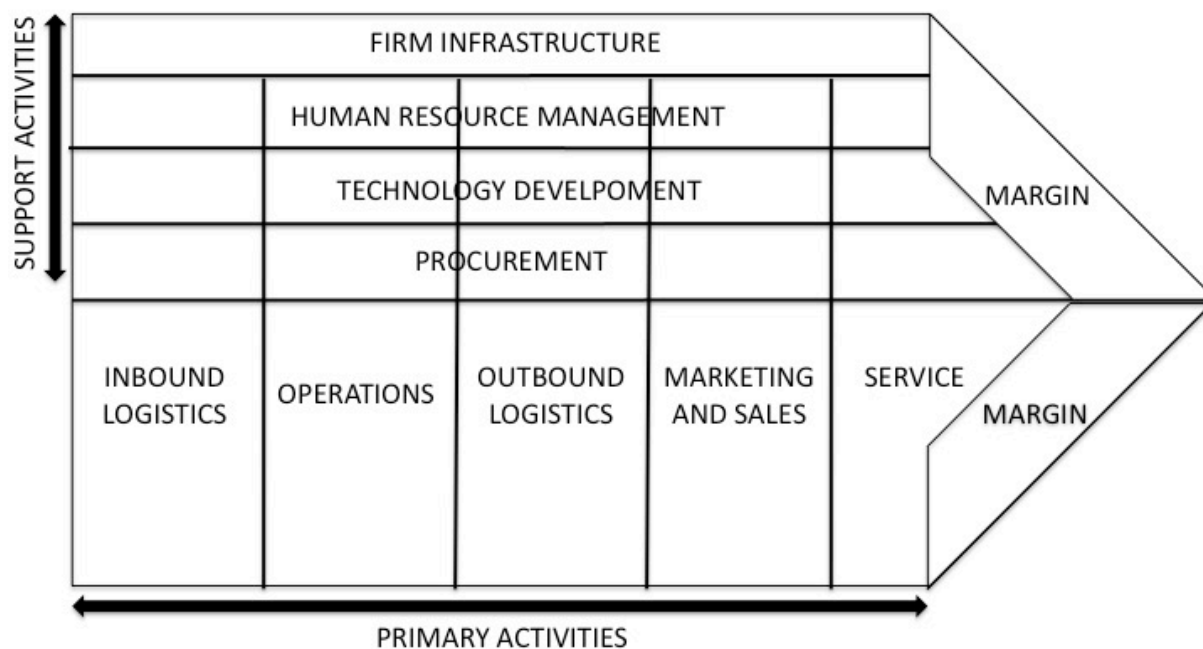 SUPPORT ACTIVITIES
FIRM INFRASTRUCTURE
HUMAN RESOURCE MANAGEMENT
TECHNOLOGY DEVELPOMENT
PROCUREMENT
MARGIN
INBOUND
LOGISTICS
OPERATIONS
OUTBOUND
LOGISTICS
MARKETING
AND SALES
SERVICE
MARGIN
PRIMARY ACTIVITIES